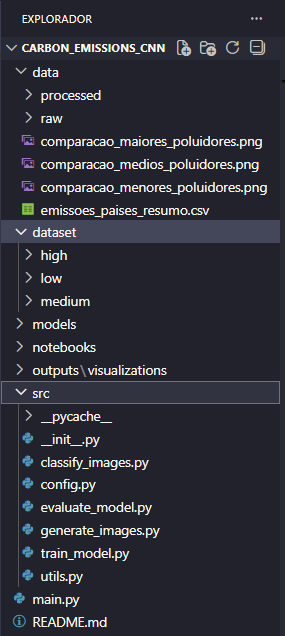 EXPLORADOR
CARBON_EMISSIONS_CNN
data
processed
raw
comparacao_maiores_poluidores.png
comparacao_medios_poluidores.png
comparacao_menores_poluidores.png
emissoes_paises_resumo.csv
dataset
high
low
medium
models
notebooks
outputs\visualizations
src
__pycache__
__init__.py
classify_images.py
config.py
evaluate_model.py
generate_images.py
train_model.py
utils.py
main.py
README.md